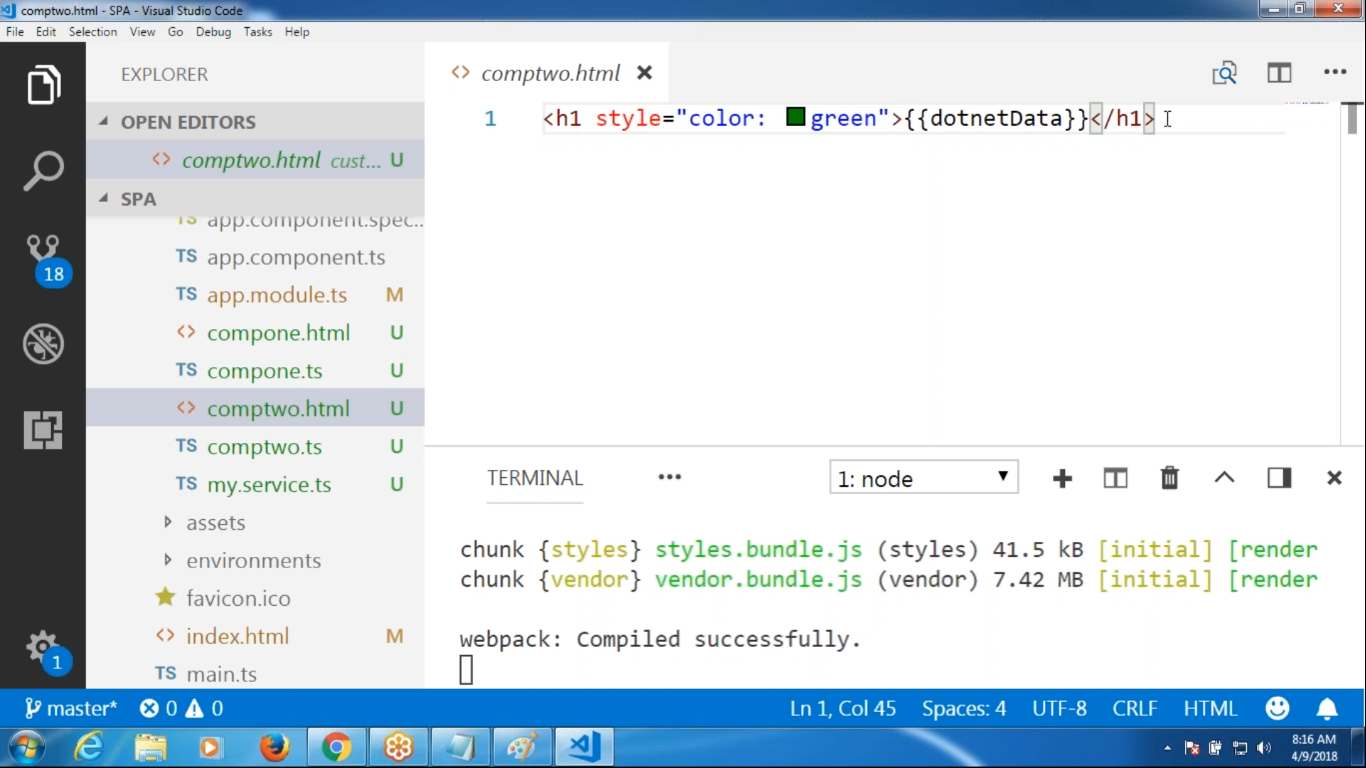 comptwo.html - SPA - Visual Studio Code
File Edit Selection View Go Debug Tasks Help
EXPLORER
OPEN EDITORS
comptwo.html cust... U
SPA
TS app.component.spec...
TS app.component.ts
TS app.module.ts M
<> compone.html U
TS compone.ts U
<> comptwo.html U
TS comptwo.ts U
TS my.service.ts U
assets
environments
favicon.ico
<> index.html M
TS main.ts
18
1
<> comptwo.html
1 <h1 style="color: green">{{dotnetData}}</h1>
TERMINAL ... 1: node
chunk {styles} styles.bundle.js (styles) 41.5 kB [initial] [render
chunk {vendor} vendor.bundle.js (vendor) 7.42 MB [initial] [render
webpack: Compiled successfully.
master* 0 0 Ln 1, Col 45 Spaces: 4 UTF-8 CRLF HTML
8:16 AM
4/9/2018